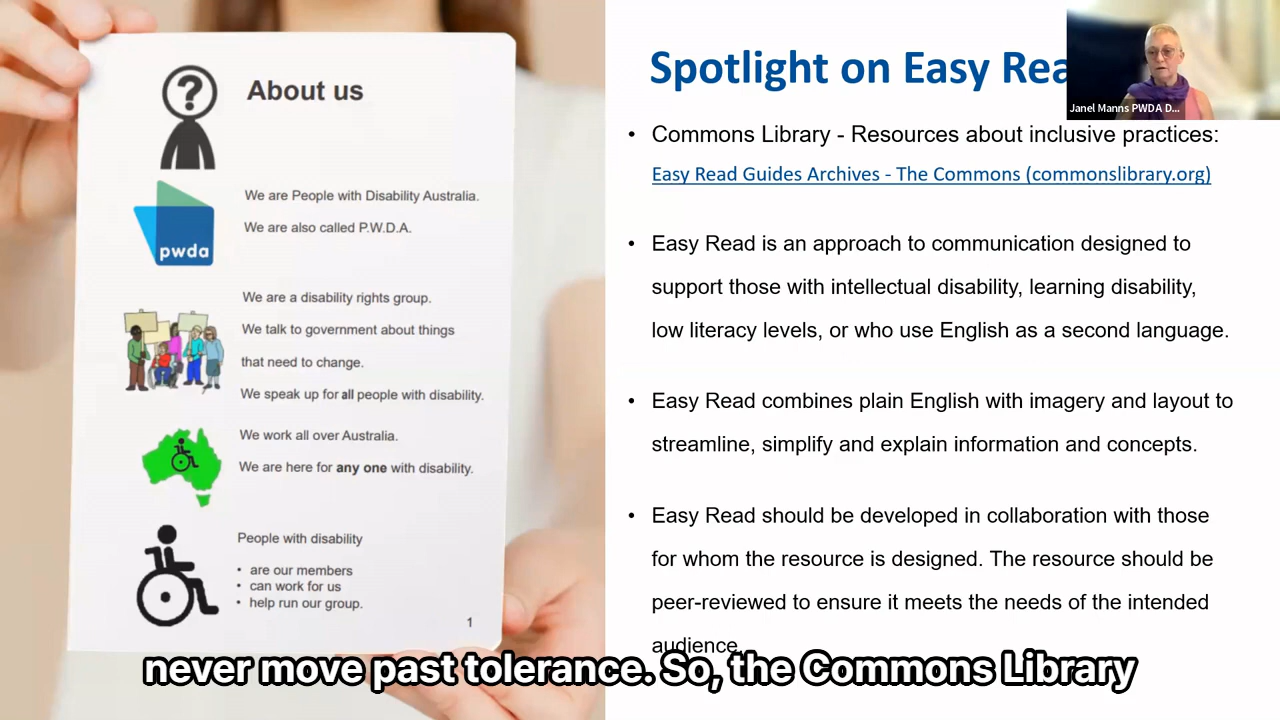 About us
pwda
We are People with Disability Australia.
We are also called P.W.D.A.
We are a disability rights group.
We talk to government about things
that need to change.
We speak up for all people with disability.
We work all over Australia.
We are here for any one with disability.
People with disability
• are our members
• can work for us
• help run our group.
1
Spotlight on Easy Rea
Janel Manns PWDA D...
• Commons Library - Resources about inclusive practices:
Easy Read Guides Archives - The Commons (commonslibrary.org)
• Easy Read is an approach to communication designed to
support those with intellectual disability, learning disability,
low literacy levels, or who use English as a second language.
• Easy Read combines plain English with imagery and layout to
streamline, simplify and explain information and concepts.
• Easy Read should be developed in collaboration with those
for whom the resource is designed. The resource should be
peer-reviewed to ensure it meets the needs of the intended
audience.
never move past tolerance. So, the Commons Library